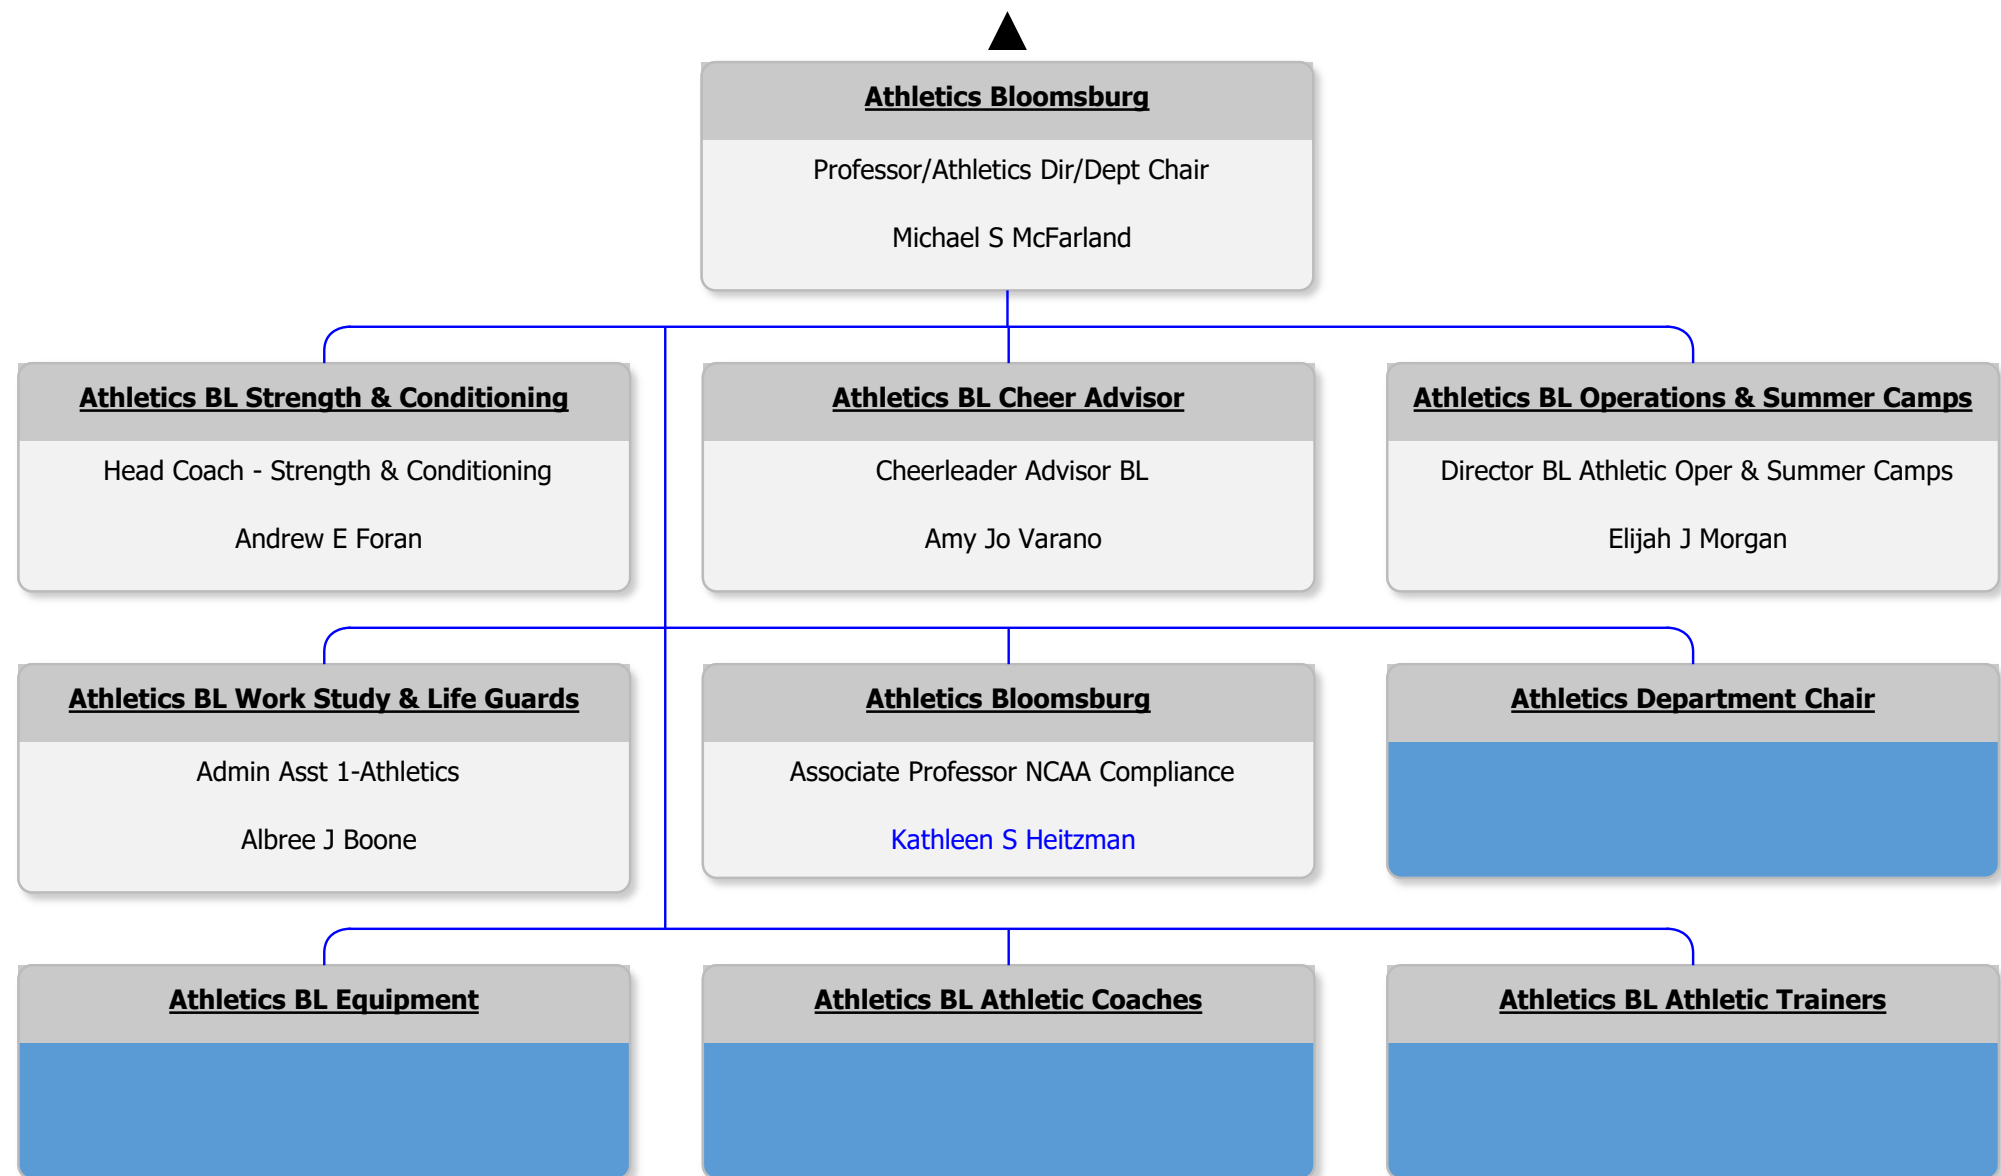 Athletics Bloomsburg
Professor/Athletics Dir/Dept Chair
Michael S McFarland
Athletics BL Strength & Conditioning
Head Coach - Strength & Conditioning
Andrew E Foran
Athletics BL Cheer Advisor
Cheerleader Advisor BL
Amy Jo Varano
Athletics BL Operations & Summer Camps
Director BL Athletic Oper & Summer Camps
Elijah J Morgan
Athletics BL Work Study & Life Guards
Admin Asst 1-Athletics
Albree J Boone
Athletics Bloomsburg
Associate Professor NCAA Compliance
Kathleen S Heitzman
Athletics Department Chair
Athletics BL Equipment
Athletics BL Athletic Coaches
Athletics BL Athletic Trainers